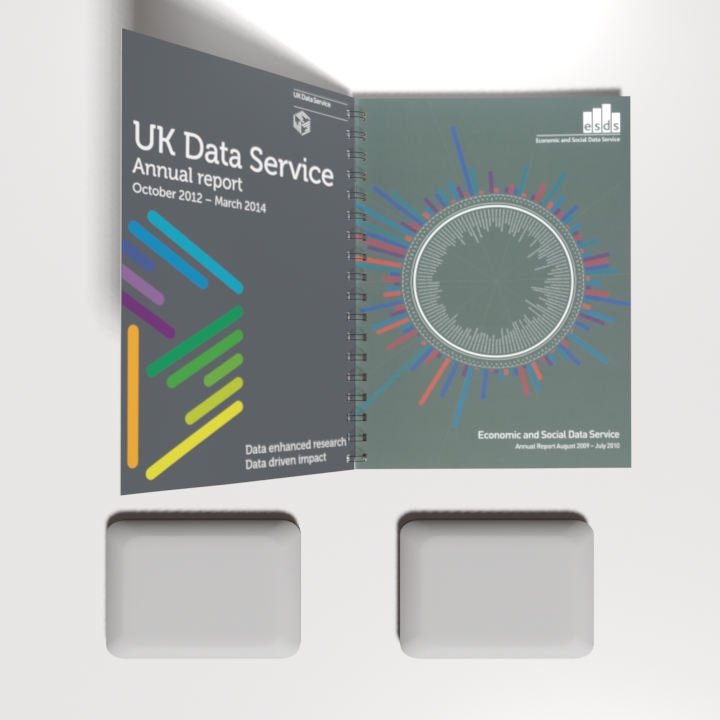 UK Data Service
UK Data Service
Annual report
October 2012 – March 2014
Data enhanced research
Data driven impact
esds
Economic and Social Data Service
Economic and Social Data Service
Annual Report August 2009 – July 2010